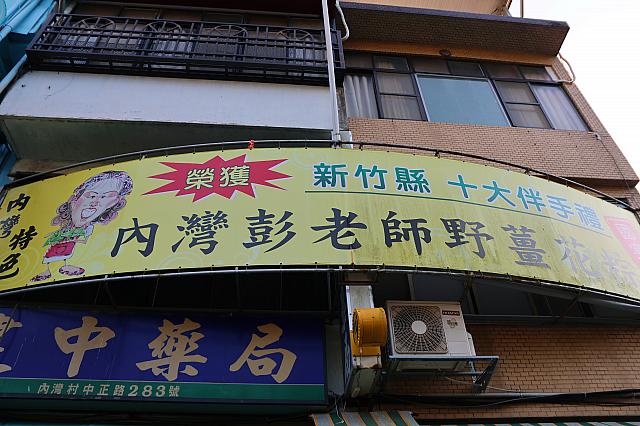 榮獲
新竹縣 十大伴手禮
內灣彭老師野薑花粽
內灣特色
中藥局
內灣村中正路283號